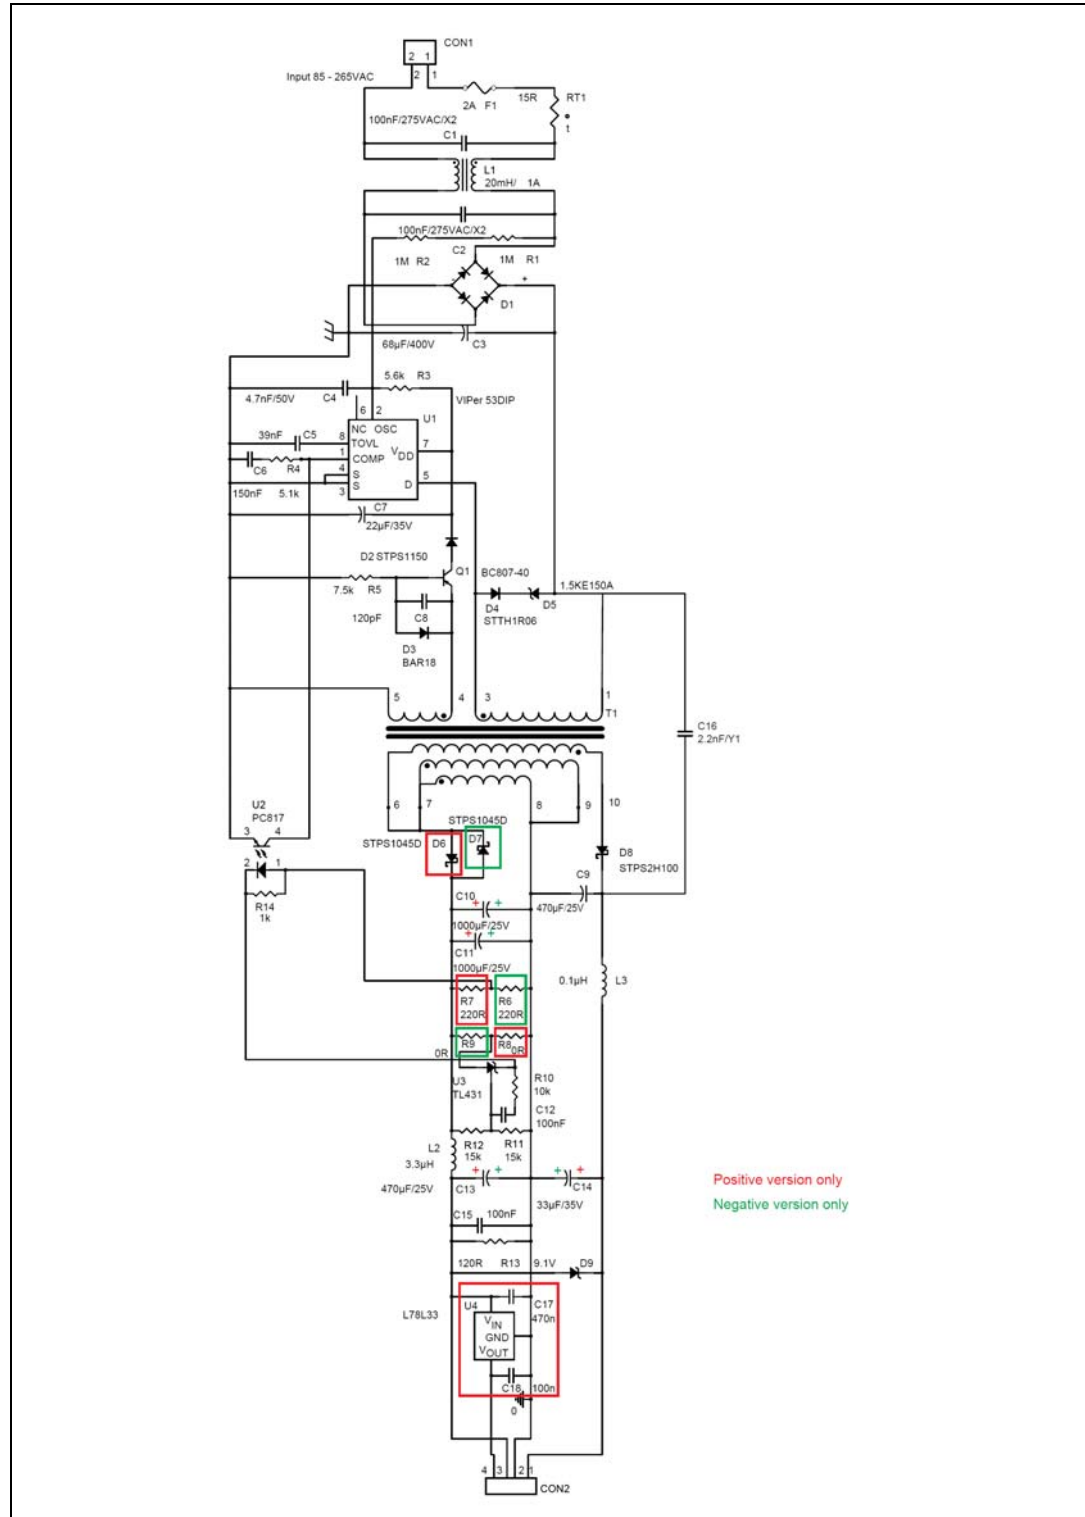 CON1
2 1
2 1
Input 85 - 265VAC
2A F1
15R
RT1
t
100nF/275VAC/X2
C1
L1
20mH/ 1A
100nF/275VAC/X2
C2
1M R2
1M R1
- +
D1
68µF/400V
C3
5.6k R3
4.7nF/50V
C4
VIPer 53DIP
6 2
U1
NC OSC
39nF C5
8
TOVL
7
VDD
1
COMP
C6 R4
4
S
5
D
150nF 5.1k
3
S
C7
22µF/35V
D2 STPS1150
Q1
BC807-40
7.5k R5
1.5KE150A
D4
D5
STTH1R06
120pF
C8
D3
BAR18
5 4 3 1
T1
C16
2.2nF/Y1
6 7 8 9 10
U2
PC817
3 4
STPS1045D
STPS1045D
D6
D7
D8
STPS2H100
2 1
R14
1k
C9
470µF/25V
C10
+ +
1000µF/25V
+ +
C11
1000µF/25V
0.1µH
L3
R7
220R
R6
220R
R9
R8
0R
0R
U3
TL431
R10
10k
C12
100nF
R12
15k
R11
15k
L2
3.3µH
+ +
+ +
470µF/25V
C13
C14
33µF/35V
Positive version only
Negative version only
C15 100nF
120R R13
9.1V
D9
L78L33
U4
C17
470n
VIN
GND
VOUT
C18 100n
0
4 3 2 1
CON2